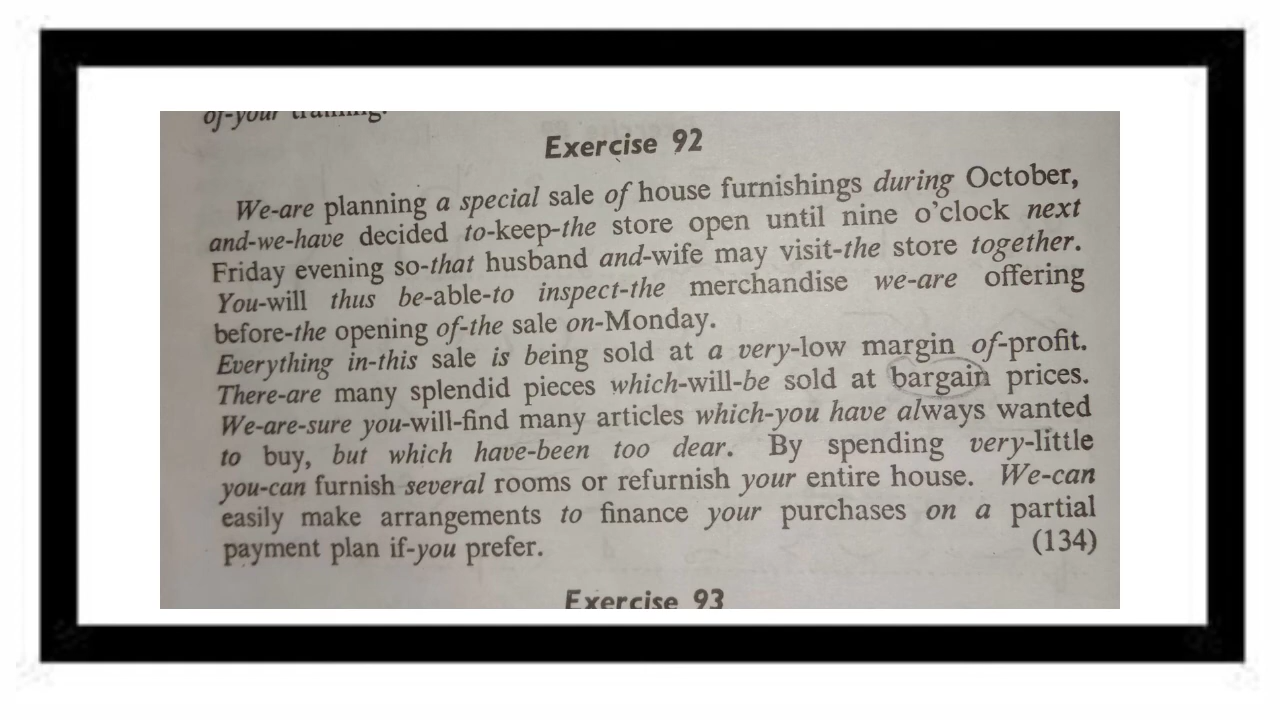 of-your training.
Exercise 92
We-are planning a special sale of house furnishings during October,
and-we-have decided to-keep-the store open until nine o'clock next
Friday evening so-that husband and-wife may visit-the store together.
You-will thus be-able-to inspect-the merchandise we-are offering
before-the opening of-the sale on-Monday.
Everything in-this sale is being sold at a very-low margin of-profit.
There-are many splendid pieces which-will-be sold at bargain prices.
We-are-sure you-will-find many articles which-you have always wanted
to buy, but which have-been too dear. By spending very-little
you-can furnish several rooms or refurnish your entire house. We-can
easily make arrangements to finance your purchases on a partial
payment plan if-you prefer. (134)
Exercise 93